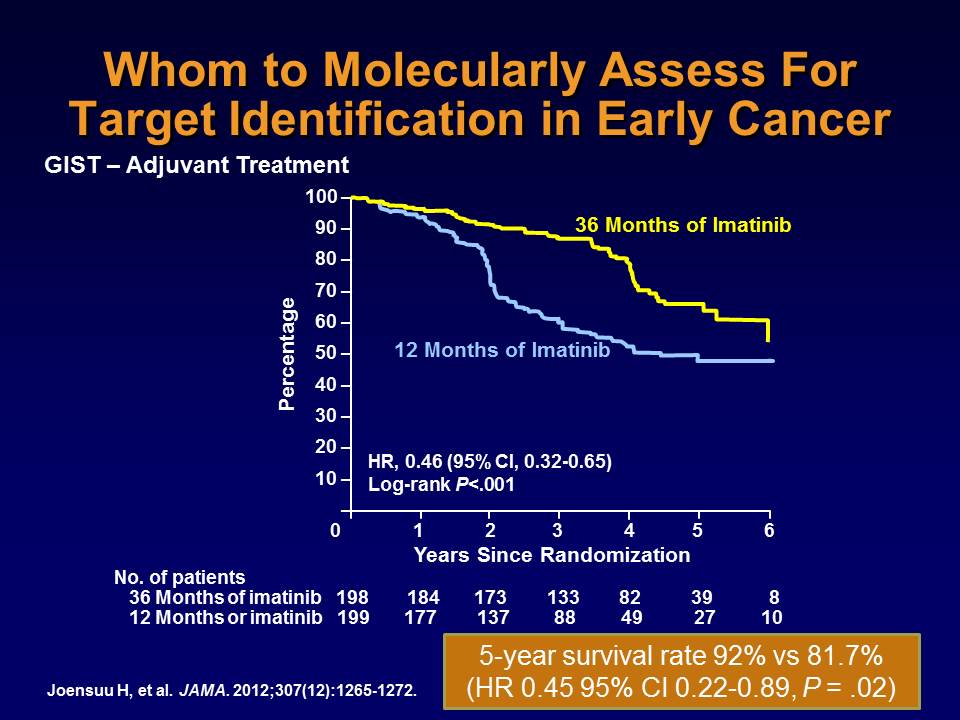 Whom to Molecularly Assess For
Target Identification in Early Cancer
GIST – Adjuvant Treatment
100
90
80
70
60
50
40
30
20
10
Percentage
36 Months of Imatinib
12 Months of Imatinib
HR, 0.46 (95% CI, 0.32-0.65)
Log-rank P<.001
0 1 2 3 4 5 6
Years Since Randomization
No. of patients
36 Months of imatinib 198 184 173 133 82 39 8
12 Months or imatinib 199 177 137 88 49 27 10
5-year survival rate 92% vs 81.7%
(HR 0.45 95% CI 0.22-0.89, P = .02)
Joensuu H, et al. JAMA. 2012;307(12):1265-1272.